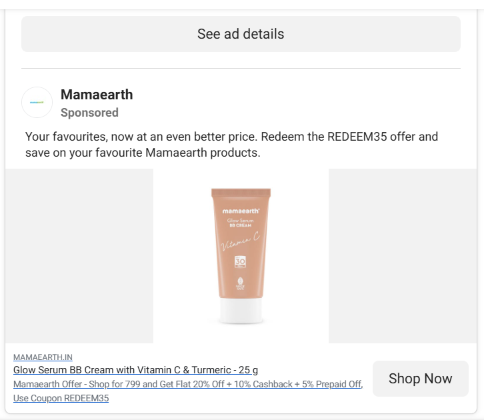 See ad details
Mamaearth
Sponsored
Your favourites, now at an even better price. Redeem the REDEEM35 offer and
save on your favourite Mamaearth products.
mamaearth
Glow Serum
BB CREAM
Vitamin C
30
MAMAEARTH.IN
Glow Serum BB Cream with Vitamin C & Turmeric - 25 g
Mamaearth Offer - Shop for 799 and Get Flat 20% Off + 10% Cashback + 5% Prepaid Off,
Use Coupon REDEEM35
Shop Now